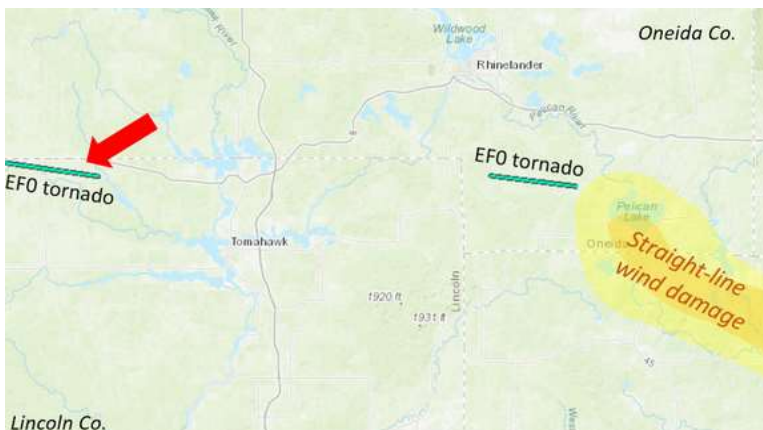 Oneida Co.
Wildwood
Lake
Rhinelander
Pelican River
8
EF0 tornado
EF0 tornado
Pelican
Lake
Tomahawk
Oneida
Straight-line
wind damage
Lincoln
1920 ft
1931 ft
45
Lincoln Co.